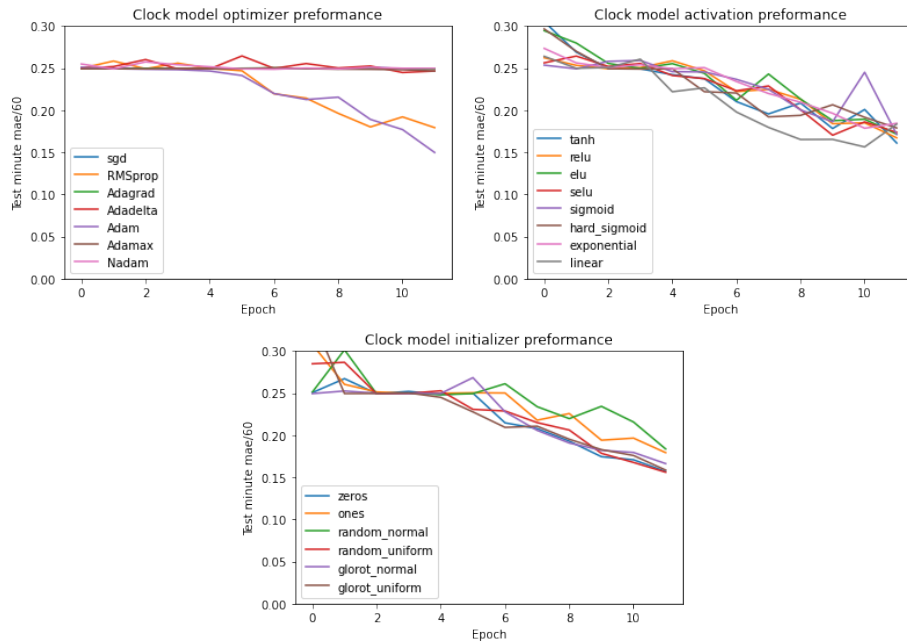 Clock model optimizer preformance
0.30
0.25
0.20
0.15
0.10
0.05
0.00
Test minute mae/60
sgd
RMSprop
Adagrad
Adadelta
Adam
Adamax
Nadam
0 2 4 6 8 10
Epoch
Clock model activation preformance
0.30
0.25
0.20
0.15
0.10
0.05
0.00
Test minute mae/60
tanh
relu
elu
selu
sigmoid
hard_sigmoid
exponential
linear
0 2 4 6 8 10
Epoch
Clock model initializer preformance
0.30
0.25
0.20
0.15
0.10
0.05
0.00
Test minute mae/60
zeros
ones
random_normal
random_uniform
glorot_normal
glorot_uniform
0 2 4 6 8 10
Epoch